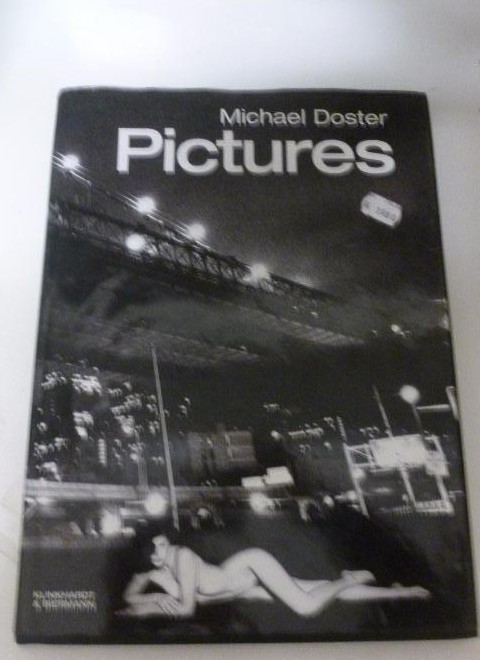 Michael Doster
Pictures
KLINKHARDT
& BIERMANN